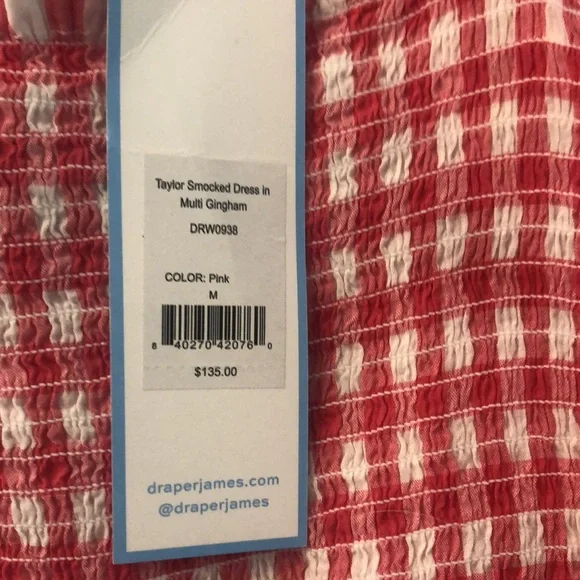 Taylor Smocked Dress in
Multi Gingham
DRW0938
COLOR: Pink
M
8 40270 42076 0
$135.00
draperjames.com
@draperjames